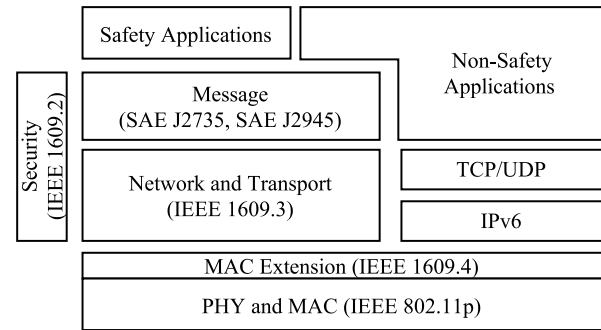 Safety Applications
Non-Safety
Applications
Security
(IEEE 1609.2)
Message
(SAE J2735, SAE J2945)
Network and Transport
(IEEE 1609.3)
TCP/UDP
IPv6
MAC Extension (IEEE 1609.4)
PHY and MAC (IEEE 802.11p)